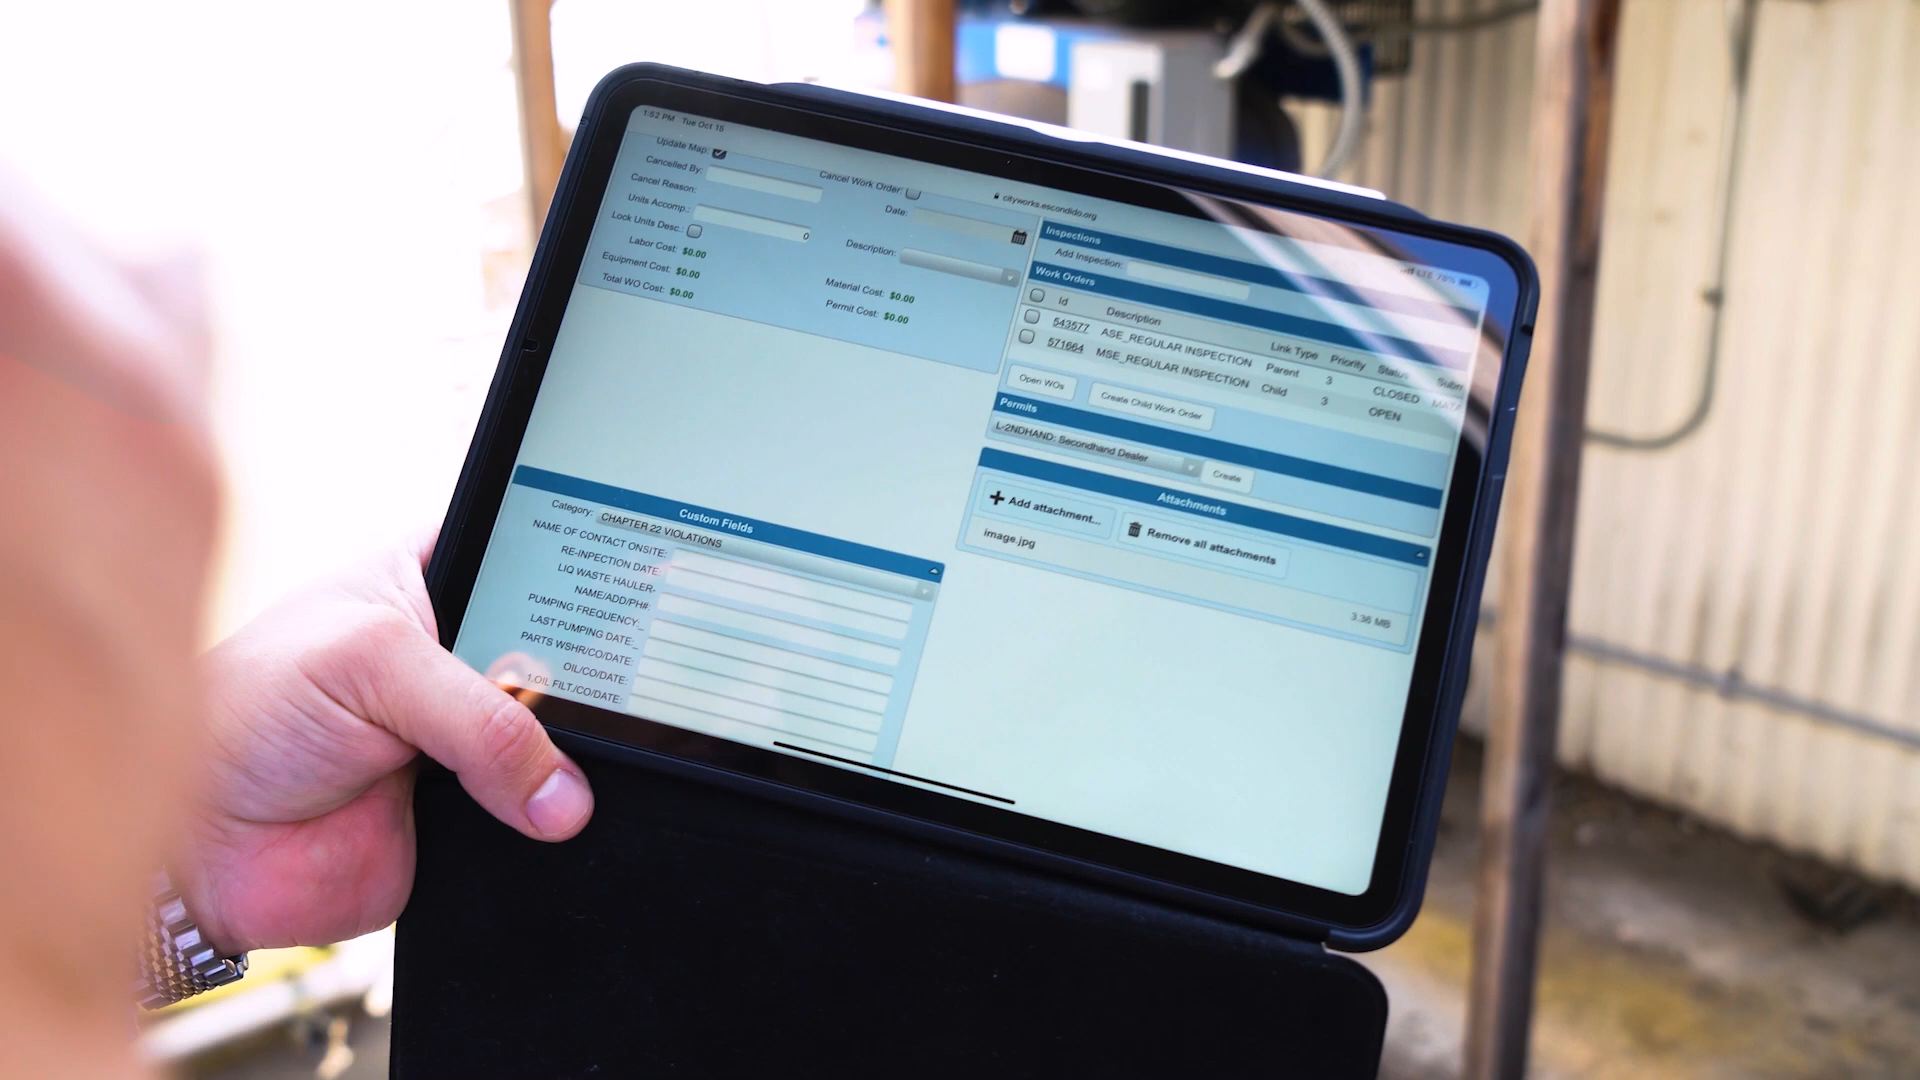 1:52 PM Tue Oct 15
cityworks.escondido.org
LTE 78%
Update Map:
Cancelled By:
Cancel Work Order:
Cancel Reason:
Date:
Units Accomp.:
0
Lock Units Desc.:
Description:
Labor Cost: $0.00
Material Cost: $0.00
Equipment Cost: $0.00
Permit Cost: $0.00
Total WO Cost: $0.00
Custom Fields
Category: CHAPTER 22 VIOLATIONS
NAME OF CONTACT ONSITE:
RE-INPECTION DATE:
LIQ WASTE HAULER-
NAME/ADD/PH#:
PUMPING FREQUENCY:_
LAST PUMPING DATE:_
PARTS WSHR/CO/DATE:
OIL/CO/DATE:
1.OIL FILT./CO/DATE:
Inspections
Add Inspection:
Work Orders
Id Description Link Type Priority Status Subm
543577 ASE_REGULAR INSPECTION Parent 3 CLOSED MATA
571664 MSE_REGULAR INSPECTION Child 3 OPEN
Open WOs Create Child Work Order
Permits
L-2NDHAND: Secondhand Dealer Create
Attachments
Add attachment... Remove all attachments
image.jpg 3.36 MB